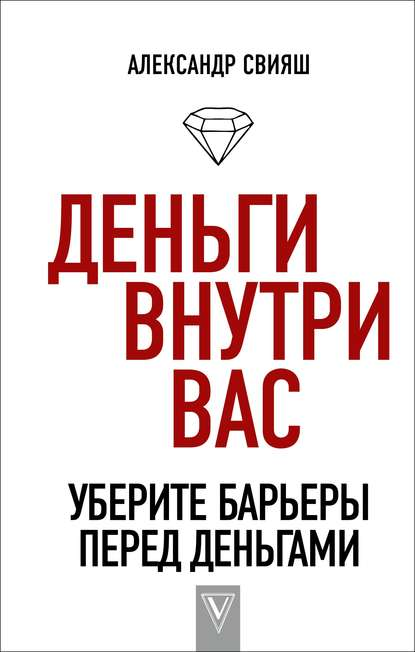 АЛЕКСАНДР СВИЯШ
ДЕНЬГИ
ВНУТРИ
ВАС
УБЕРИТЕ БАРЬЕРЫ
ПЕРЕД ДЕНЬГАМИ
V